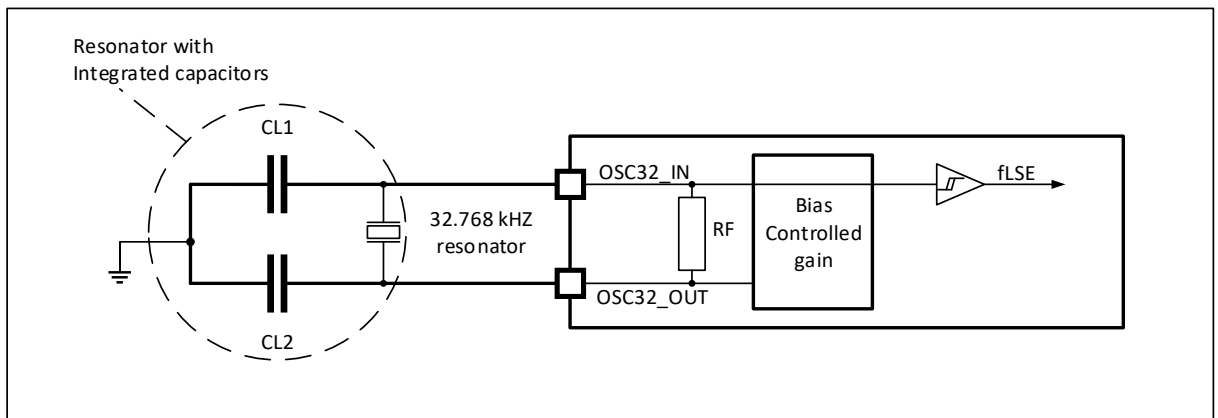 Resonator with
Integrated capacitors
CL1
OSC32_IN
fLSE
32.768 kHZ
resonator
RF
Bias
Controlled
gain
OSC32_OUT
CL2